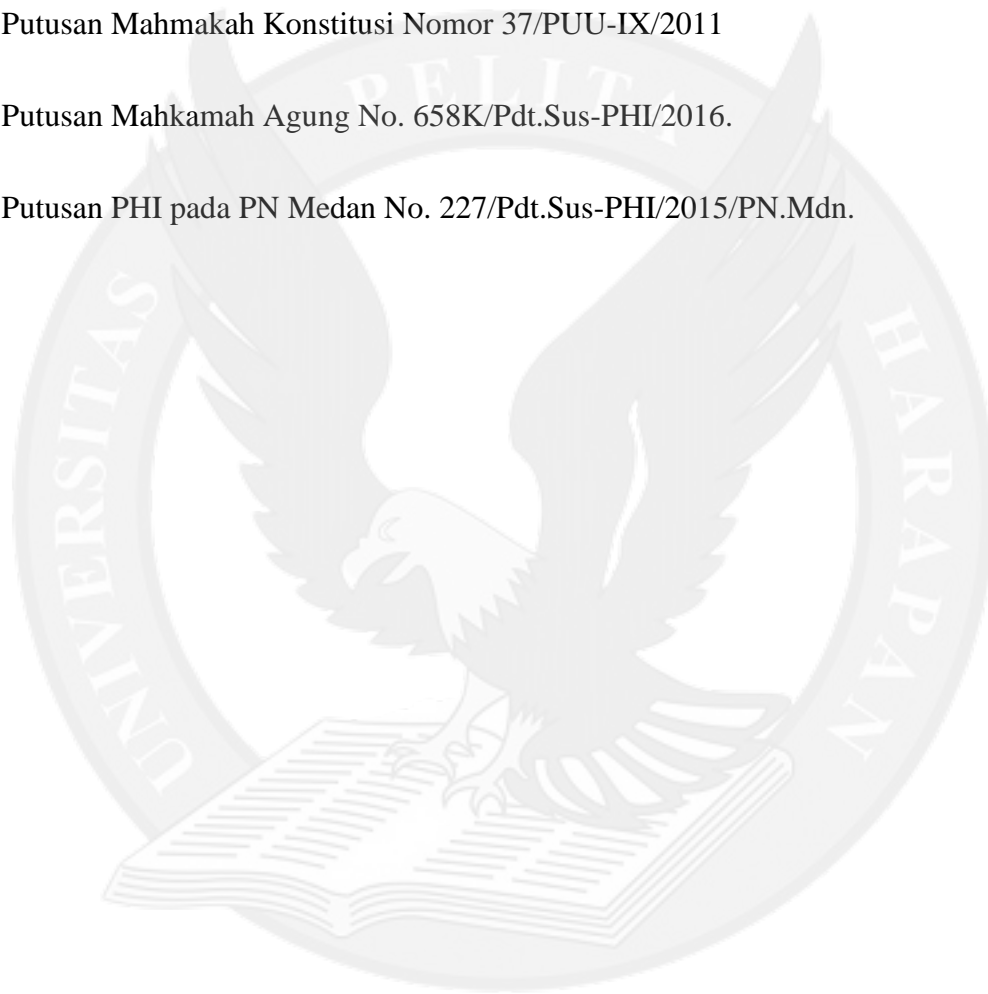 Putusan Mahmakah Konstitusi Nomor 37/PUU-IX/2011
Putusan Mahkamah Agung No. 658K/Pdt.Sus-PHI/2016.
Putusan PHI pada PN Medan No. 227/Pdt.Sus-PHI/2015/PN.Mdn.
UNIVERSITAS PELITA HARAPAN